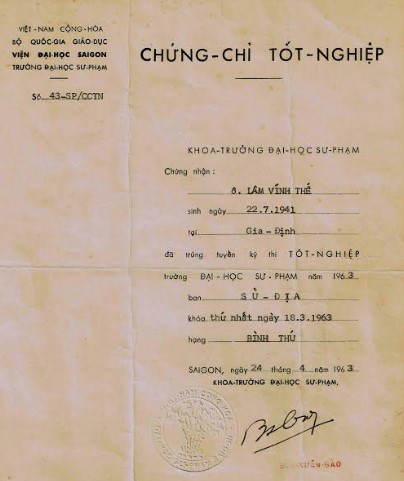 VIỆT-NAM CỘNG-HÒA
BỘ QUỐC-GIA GIÁO-DỤC
VIỆN ĐẠI-HỌC SAIGON
TRƯỜNG ĐẠI-HỌC SƯ-PHẠM
Số 43-SP/CCTN
CHỨNG-CHỈ TỐT-NGHIỆP
KHOA-TRƯỞNG ĐẠI-HỌC SƯ-PHẠM
Chứng nhận :
ô. LÂM VĨNH THẾ
sinh ngày 22.7.1941
tại Gia-Định
đã trúng tuyển kỳ thi TỐT-NGHIỆP
trường ĐẠI-HỌC SƯ-PHẠM năm 1963
ban SỬ-ĐỊA
khóa thứ nhất ngày 18.3.1963
hạng BÌNH THỨ
SAIGON, ngày 24 tháng 4 năm 1963
KHOA-TRƯỞNG ĐẠI-HỌC SƯ-PHẠM,